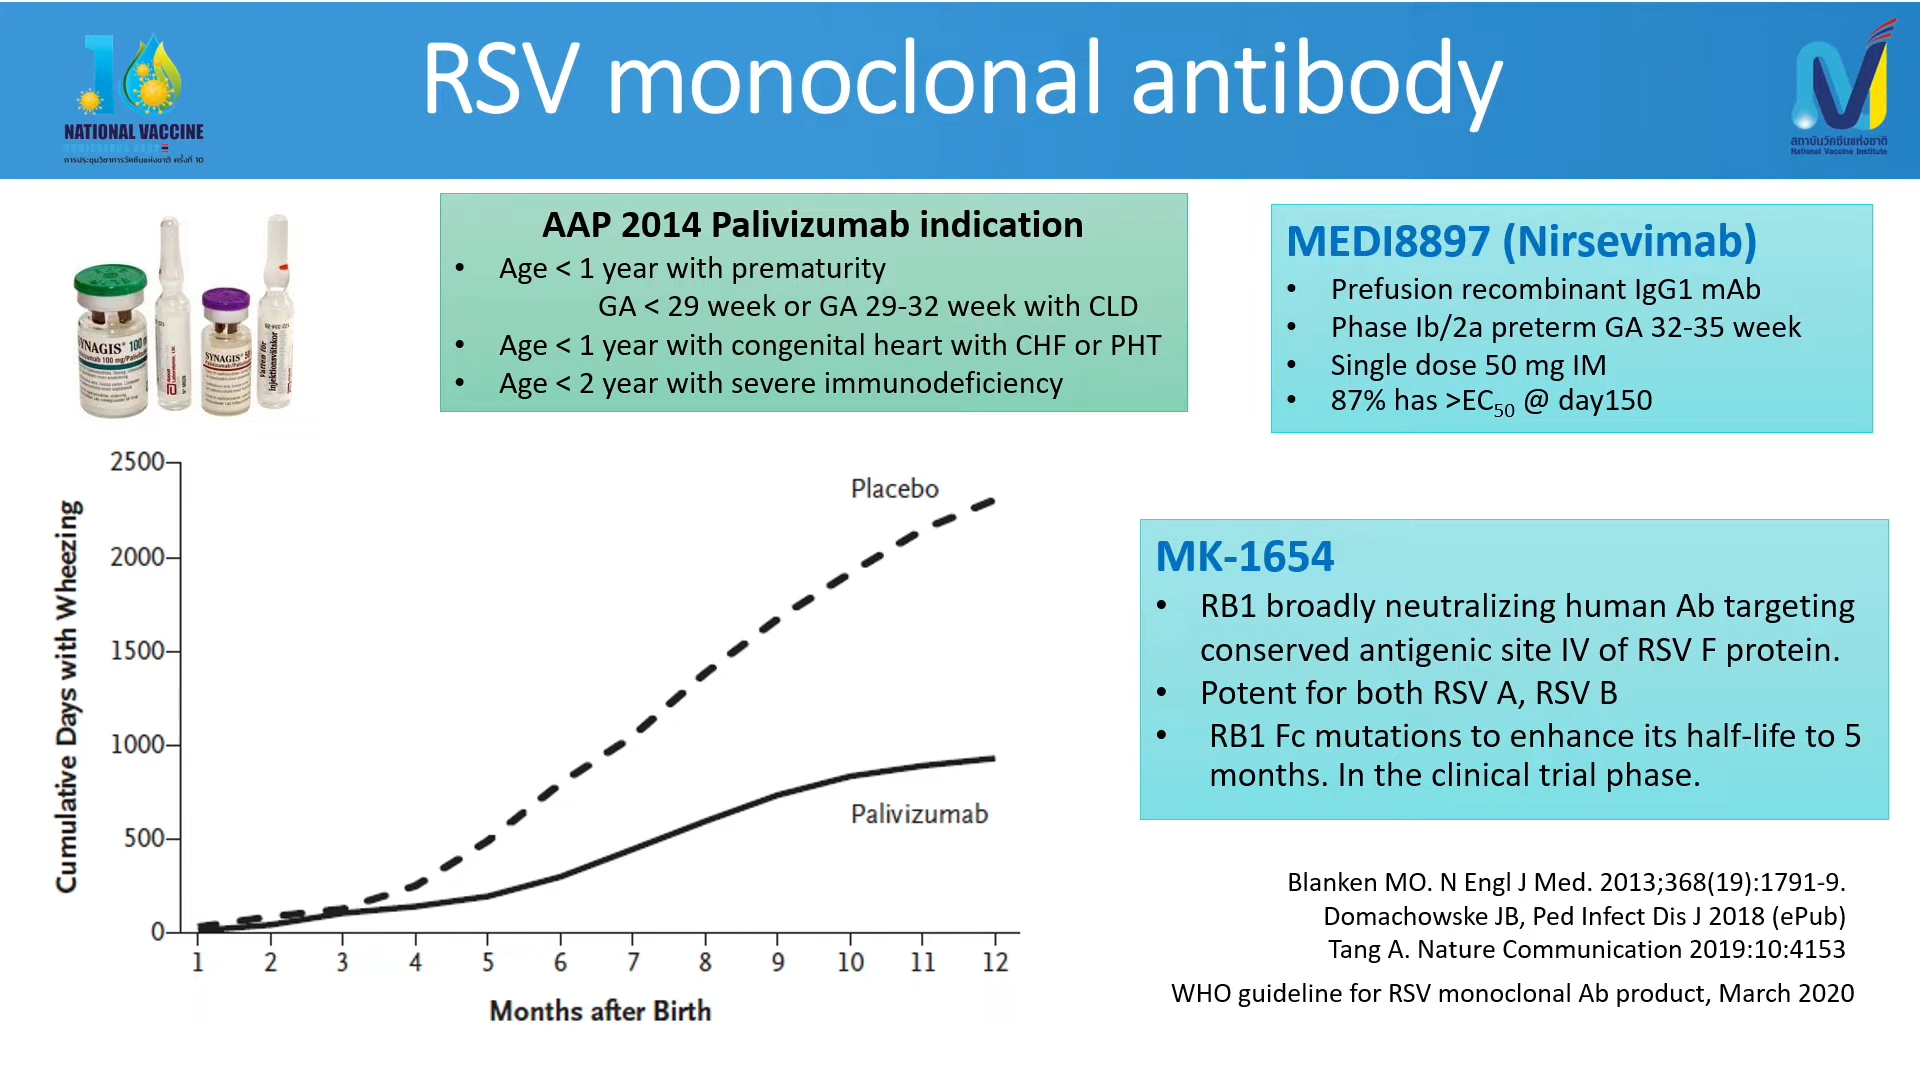 RSV monoclonal antibody
10
NATIONAL VACCINE
การประชุมวิชาการวัคซีนแห่งชาติ ครั้งที่ 10
สถาบันวัคซีนแห่งชาติ
National Vaccine Institute
AAP 2014 Palivizumab indication
• Age < 1 year with prematurity
GA < 29 week or GA 29-32 week with CLD
• Age < 1 year with congenital heart with CHF or PHT
• Age < 2 year with severe immunodeficiency
MEDI8897 (Nirsevimab)
• Prefusion recombinant IgG1 mAb
• Phase Ib/2a preterm GA 32-35 week
• Single dose 50 mg IM
• 87% has >EC50 @ day150
SYNAGIS® 100
SYNAGIS® 50
Vatten för
injektionsvätskor
Cumulative Days with Wheezing
2500
2000
1500
1000
500
0
Placebo
Palivizumab
1 2 3 4 5 6 7 8 9 10 11 12
Months after Birth
MK-1654
• RB1 broadly neutralizing human Ab targeting
conserved antigenic site IV of RSV F protein.
• Potent for both RSV A, RSV B
• RB1 Fc mutations to enhance its half-life to 5
months. In the clinical trial phase.
Blanken MO. N Engl J Med. 2013;368(19):1791-9.
Domachowske JB, Ped Infect Dis J 2018 (ePub)
Tang A. Nature Communication 2019:10:4153
WHO guideline for RSV monoclonal Ab product, March 2020